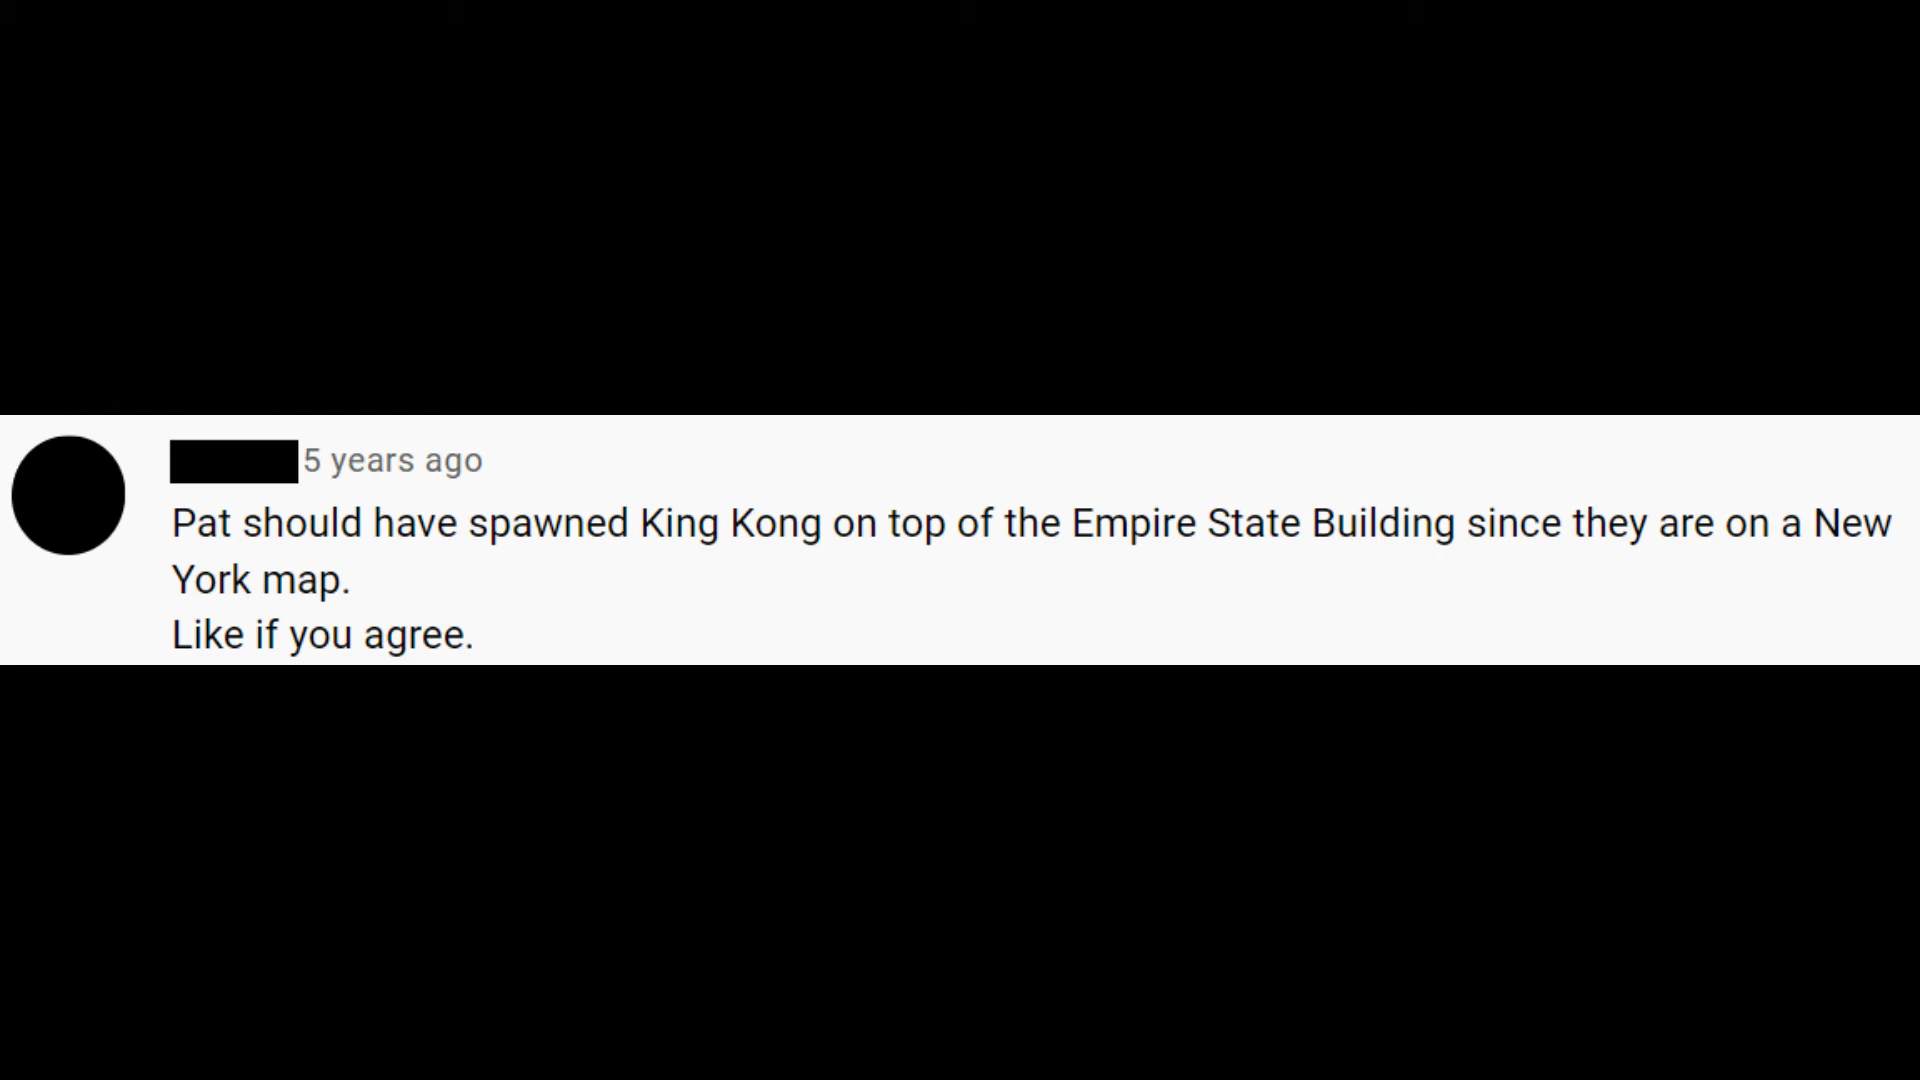 5 years ago
Pat should have spawned King Kong on top of the Empire State Building since they are on a New
York map.
Like if you agree.